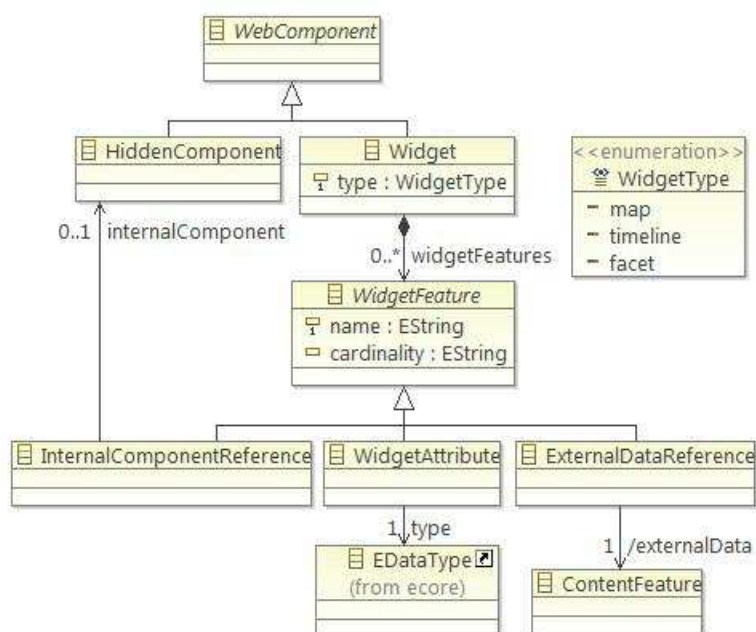 WebComponent
HiddenComponent
Widget
type : WidgetType
<<enumeration>>
WidgetType
map
timeline
facet
0..1 internalComponent
0..* widgetFeatures
WidgetFeature
1 name : EString
cardinality : EString
InternalComponentReference
WidgetAttribute
ExternalDataReference
1 type
1 /externalData
EDataType
(from ecore)
ContentFeature